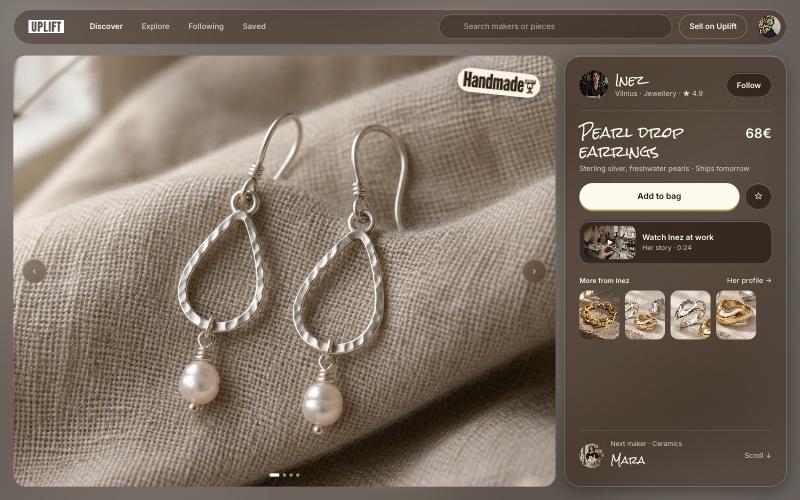 UPLIFT
Discover
Explore
Following
Saved
Search makers or pieces
Sell on Uplift
Handmade
Inez
Vilnius · Jewellery · ★ 4.9
Follow
Pearl drop
earrings
68€
Sterling silver, freshwater pearls · Ships tomorrow
Add to bag
Watch Inez at work
Her story · 0:24
More from Inez
Her profile →
Next maker · Ceramics
Mara
Scroll ↓